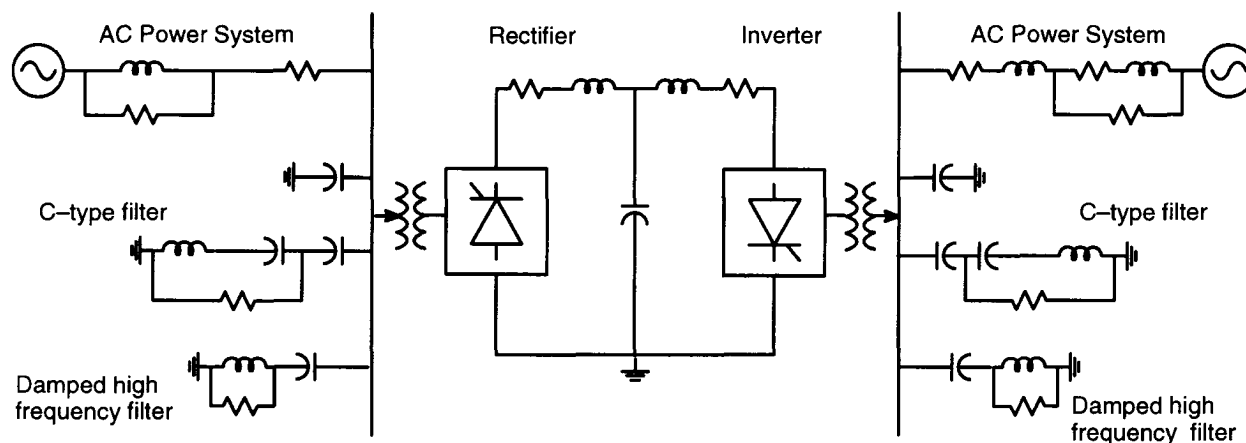 AC Power System
Rectifier
Inverter
AC Power System
C–type filter
C–type filter
Damped high
frequency filter
Damped high
frequency filter